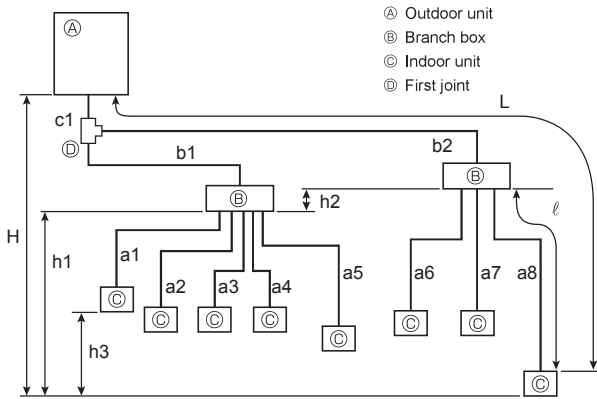 Ⓐ
Ⓐ Outdoor unit
Ⓑ Branch box
Ⓒ Indoor unit
Ⓓ First joint
L
c1
Ⓓ
b1
b2
Ⓑ
Ⓑ
h2
ℓ
H
h1
a1
a2
a3
a4
a5
a6
a7
a8
Ⓒ
Ⓒ
Ⓒ
Ⓒ
Ⓒ
Ⓒ
Ⓒ
h3
Ⓒ